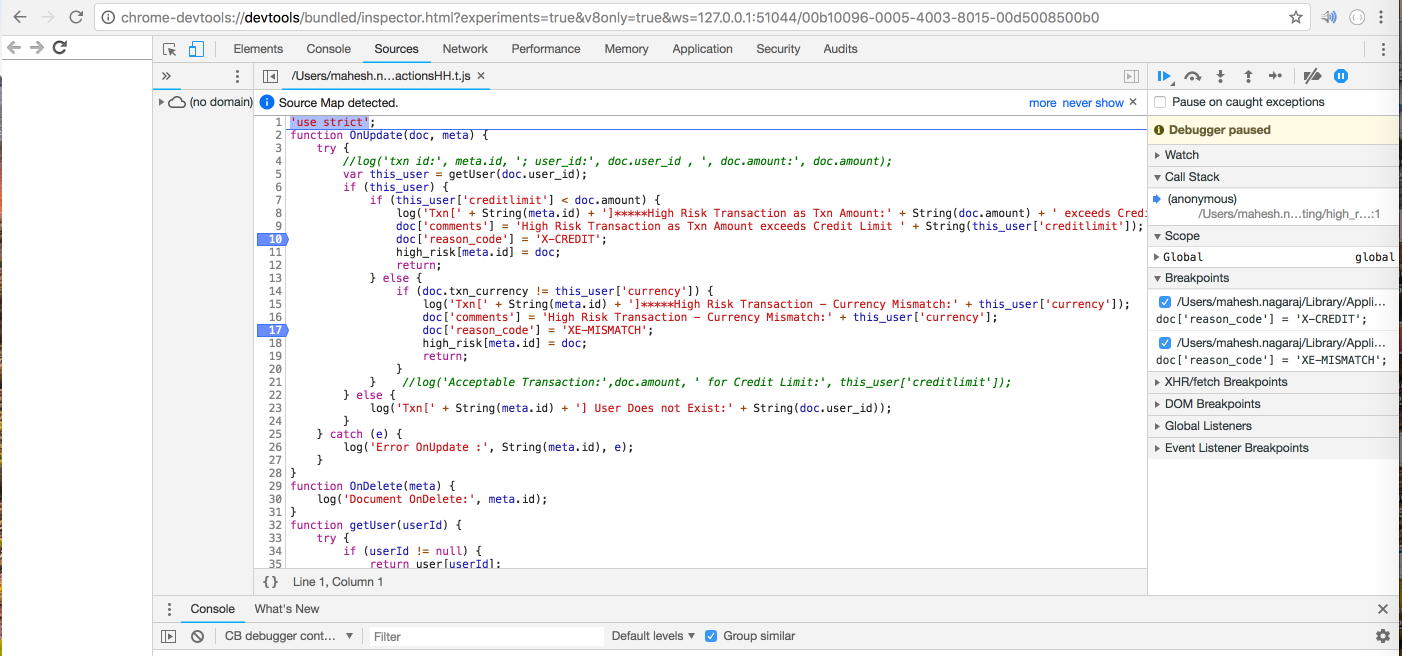 chrome-devtools://devtools/bundled/inspector.html?experiments=true&v8only=true&ws=127.0.0.1:51044/00b10096-0005-4003-8015-00d5008500b0
Elements Console Sources Network Performance Memory Application Security Audits
/Users/mahesh.n...actionsHH.t.js ×
(no domain)
Source Map detected. more never show ×
1 'use strict';
2 function OnUpdate(doc, meta) {
3 try {
4 //log('txn id:', meta.id, '; user_id:', doc.user_id , ', doc.amount:', doc.amount);
5 var this_user = getUser(doc.user_id);
6 if (this_user) {
7 if (this_user['creditlimit'] < doc.amount) {
8 log('Txn[' + String(meta.id) + ']*****High Risk Transaction as Txn Amount:' + String(doc.amount) + ' exceeds Credi
9 doc['comments'] = 'High Risk Transaction as Txn Amount exceeds Credit Limit ' + String(this_user['creditlimit']);
10 doc['reason_code'] = 'X-CREDIT';
11 high_risk[meta.id] = doc;
12 return;
13 } else {
14 if (doc.txn_currency != this_user['currency']) {
15 log('Txn[' + String(meta.id) + ']*****High Risk Transaction - Currency Mismatch:' + this_user['currency']);
16 doc['comments'] = 'High Risk Transaction - Currency Mismatch:' + this_user['currency'];
17 doc['reason_code'] = 'XE-MISMATCH';
18 high_risk[meta.id] = doc;
19 return;
20 }
21 } //log('Acceptable Transaction:',doc.amount, ' for Credit Limit:', this_user['creditlimit']);
22 } else {
23 log('Txn[' + String(meta.id) + '] User Does not Exist:' + String(doc.user_id));
24 }
25 } catch (e) {
26 log('Error OnUpdate :', String(meta.id), e);
27 }
28 }
29 function OnDelete(meta) {
30 log('Document OnDelete:', meta.id);
31 }
32 function getUser(userId) {
33 try {
34 if (userId != null) {
35 return user[userId];
{} Line 1, Column 1
Pause on caught exceptions
Debugger paused
Watch
Call Stack
(anonymous)
/Users/mahesh.n...ting/high_r...:1
Scope
Global global
Breakpoints
/Users/mahesh.nagaraj/Library/Appli...
doc['reason_code'] = 'X-CREDIT';
/Users/mahesh.nagaraj/Library/Appli...
doc['reason_code'] = 'XE-MISMATCH';
XHR/fetch Breakpoints
DOM Breakpoints
Global Listeners
Event Listener Breakpoints
Console What's New
CB debugger cont... Filter Default levels Group similar